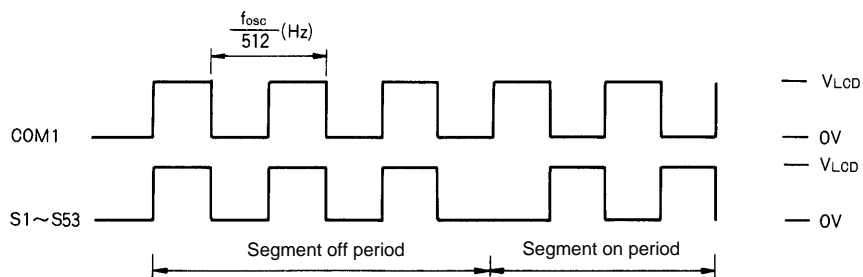 fosc/512 (Hz)
VLCD
COM1
0V
VLCD
S1～S53
0V
Segment off period
Segment on period